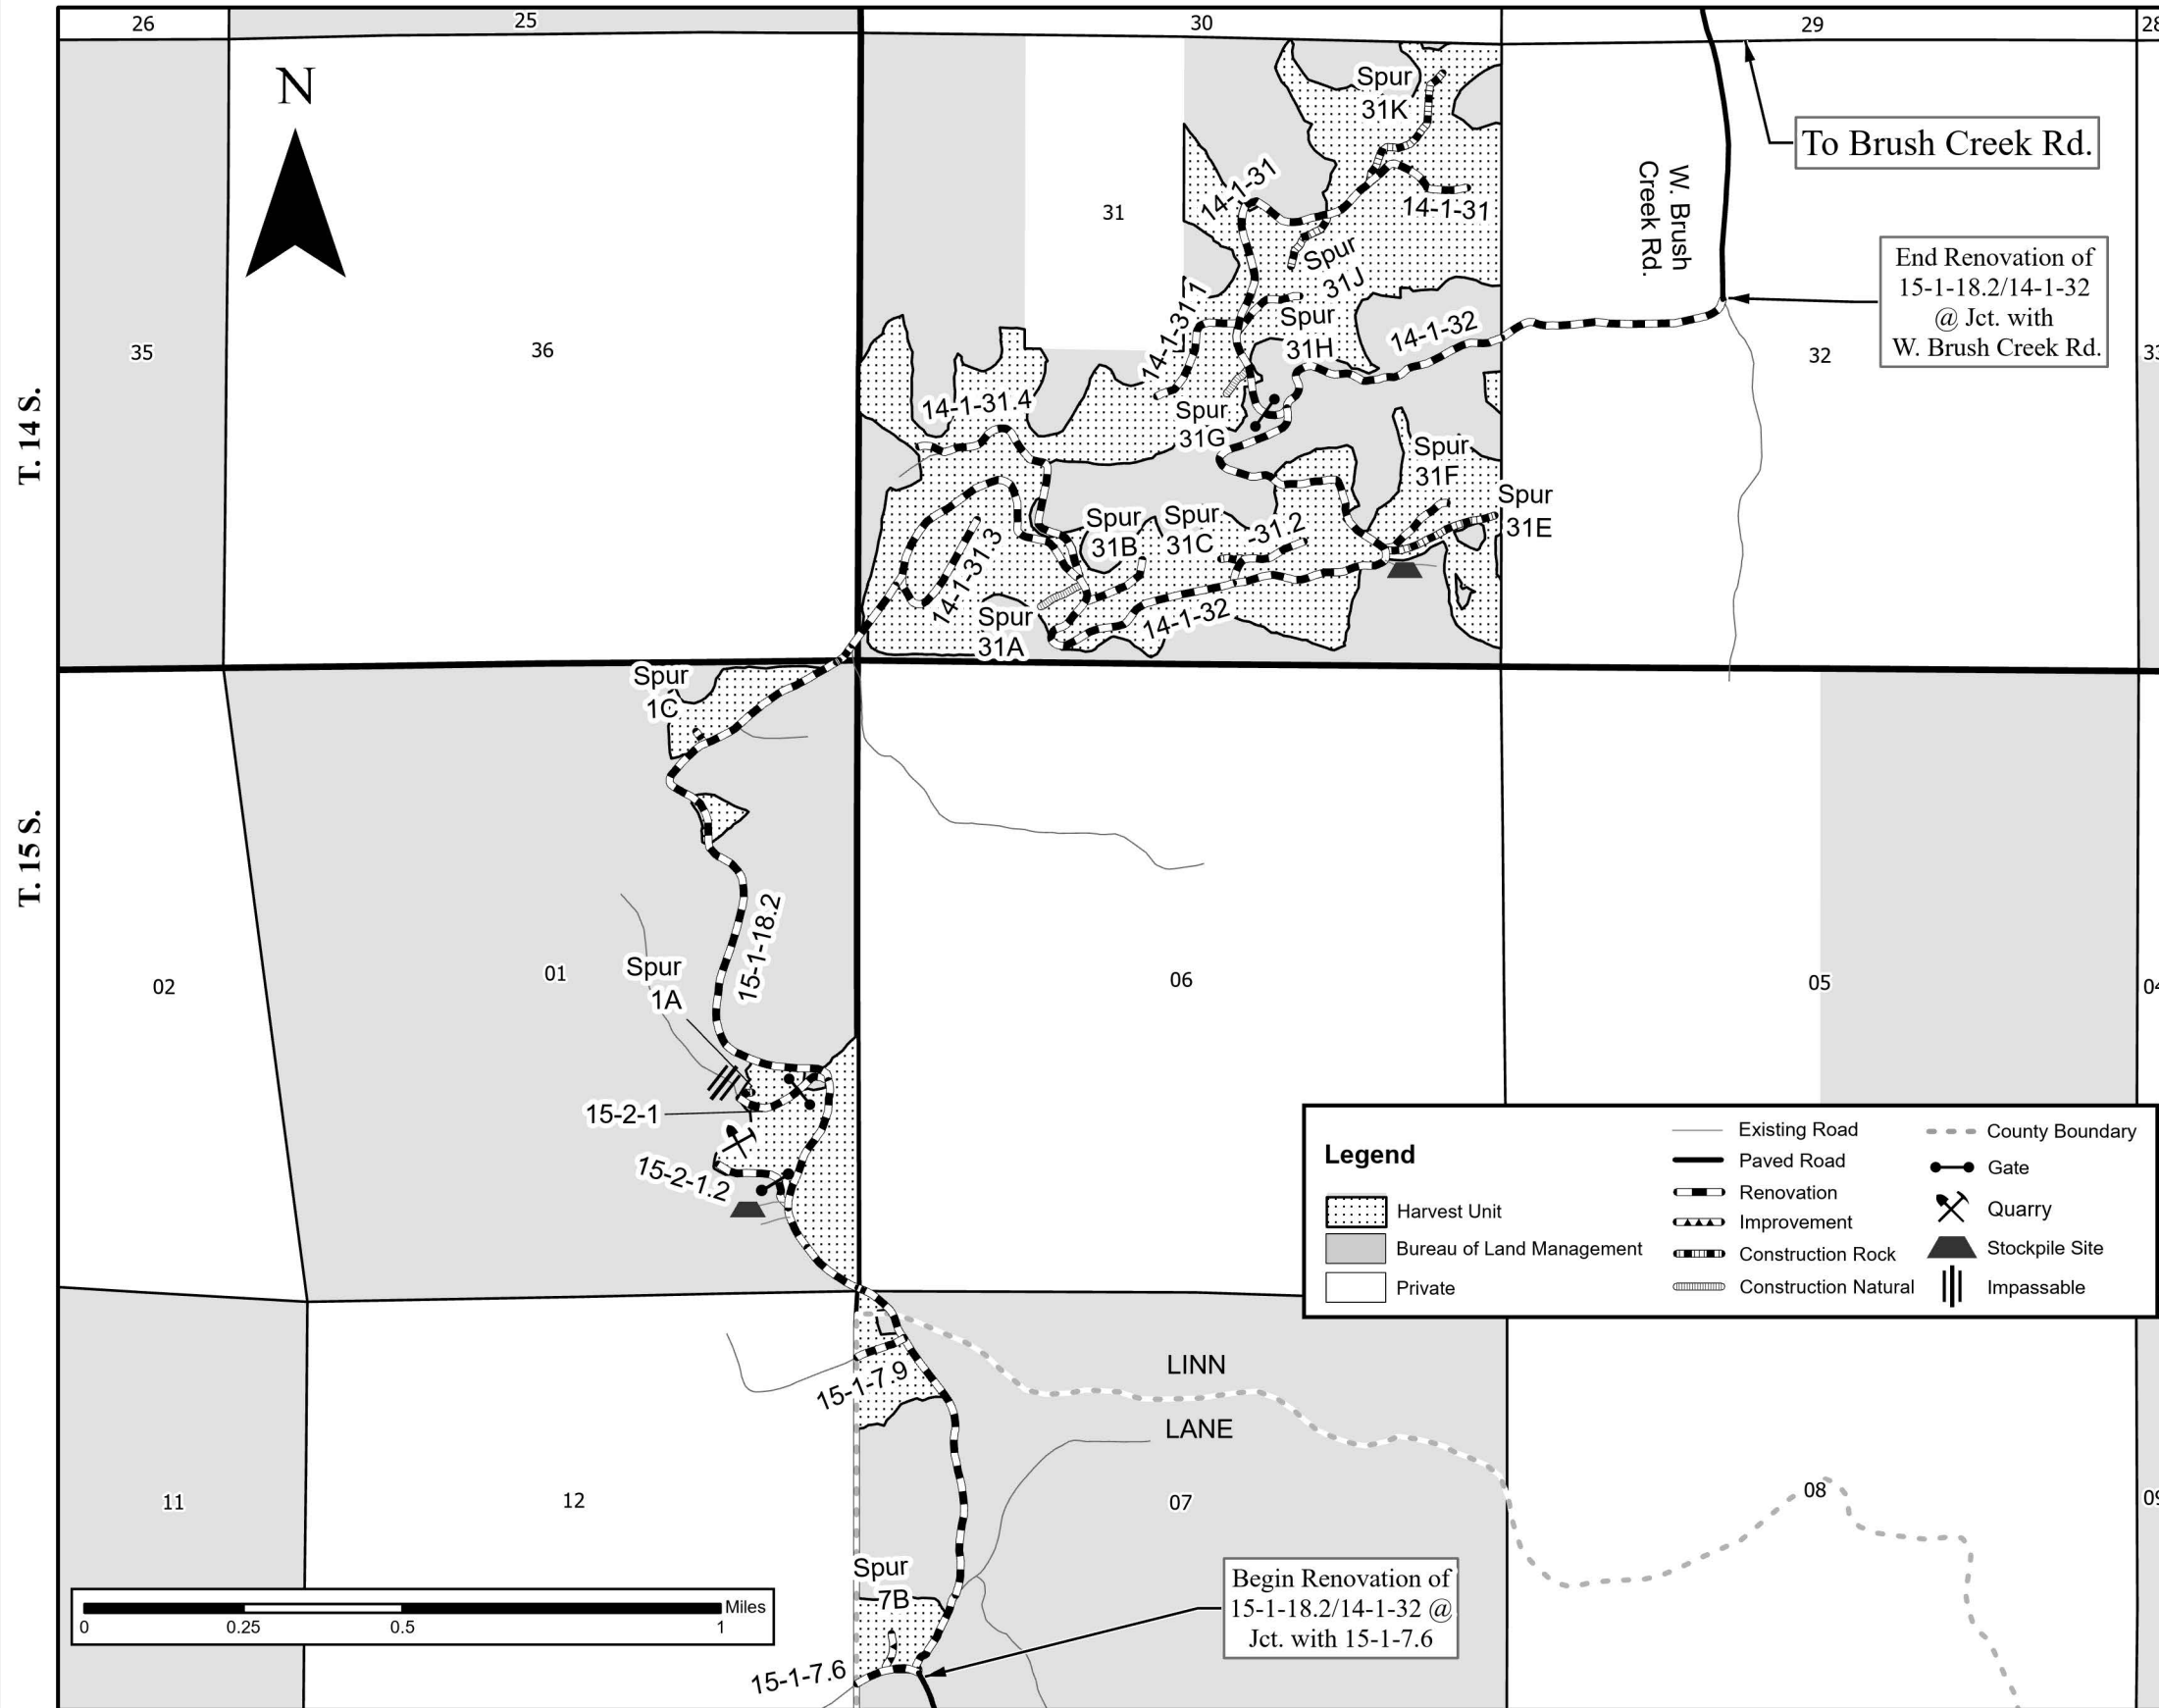 26
25
30
29
28
N
Spur
31K
To Brush Creek Rd.
14-1-31
14-1-31
W. Brush
Creek Rd.
31
Spur
31J
End Renovation of
15-1-18.2/14-1-32
@ Jct. with
W. Brush Creek Rd.
14-1-31.1
Spur
31H
14-1-32
35
36
32
33
T. 14 S.
14-1-31.4
Spur
31G
Spur
31F
Spur
31E
Spur
31B
Spur
31C
-31.2
14-1-31.3
Spur
31A
14-1-32
Spur
1C
T. 15 S.
15-1-18.2
02
01
Spur
1A
06
05
04
15-2-1
15-2-1.2
Legend
Harvest Unit
Bureau of Land Management
Private
Existing Road
Paved Road
Renovation
Improvement
Construction Rock
Construction Natural
County Boundary
Gate
Quarry
Stockpile Site
Impassable
15-1-7.9
LINN
LANE
11
12
07
08
09
Spur
7B
Begin Renovation of
15-1-18.2/14-1-32 @
Jct. with 15-1-7.6
15-1-7.6
Miles
0
0.25
0.5
1